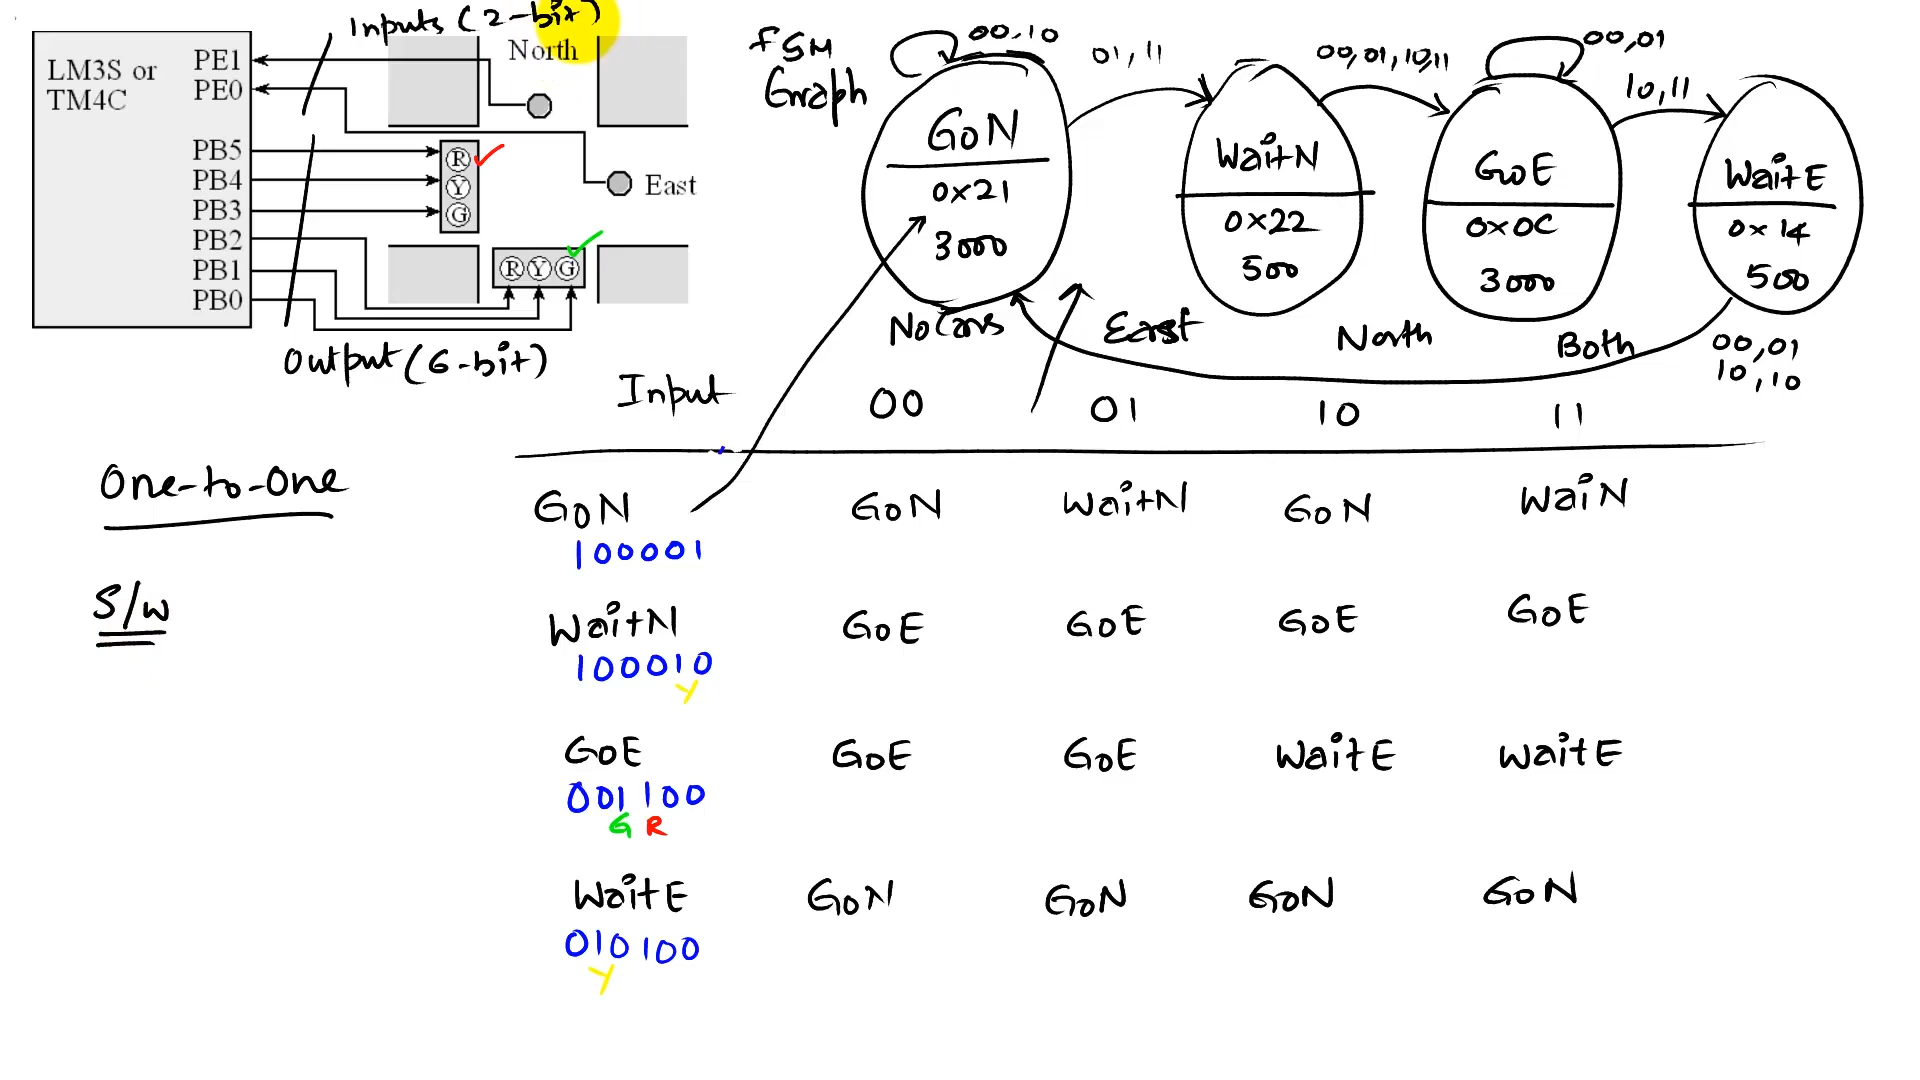 Inputs (2-bit)
North
LM3S or
TM4C
PE1
PE0
PB5
PB4
PB3
PB2
PB1
PB0
R
Y
G
East
R Y G
Output (6-bit)
FSM
Graph
00,10
01,11
00,01,10,11
00,01
10,11
GoN
0x21
3000
WaitN
0x22
500
GoE
0x0C
3000
WaitE
0x14
500
00,01
10,10
No Cars East North Both
Input 00 01 10 11
One-to-One
S/W
GoN GoN WaitN GoN WaiN
100001
WaitN GoE GoE GoE GoE
100010
Y
GoE GoE GoE WaitE WaitE
001100
G R
WaitE GoN GoN GoN GoN
010100
Y